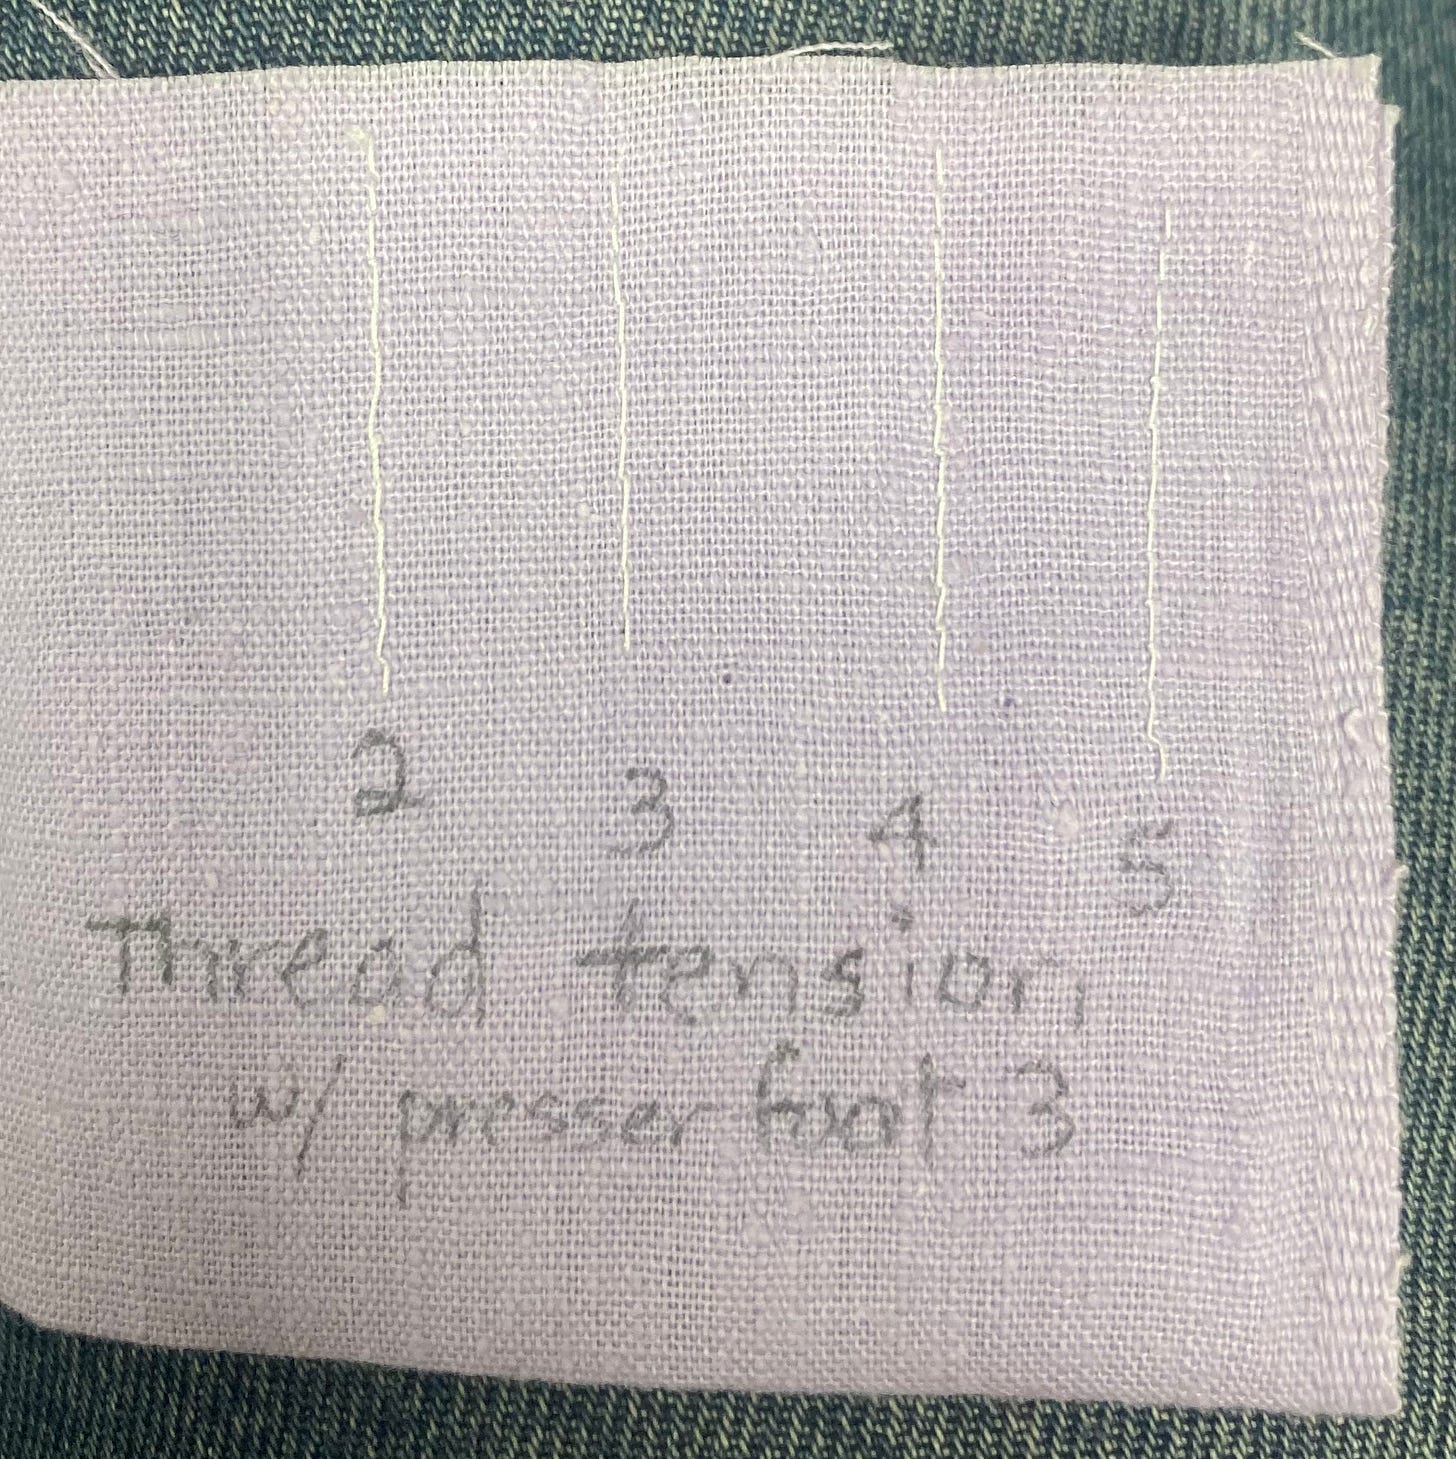 2 3 4 5
Thread tension
w/ presser foot 3